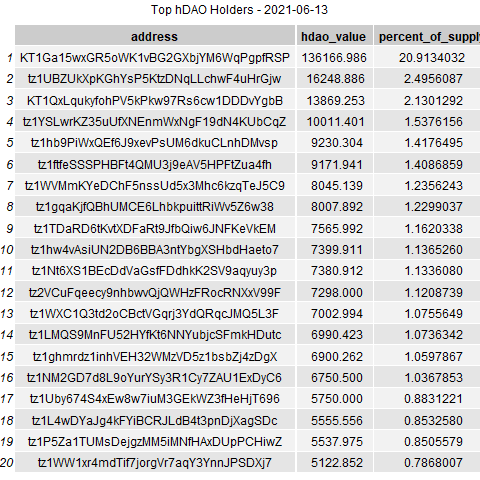 Top hDAO Holders - 2021-06-13
address hdao_value percent_of_supply
1 KT1Ga15wxGR5oWK1vBG2GXbjYM6WqPgpfRSP 136166.986 20.9134032
2 tz1UBZUkXpKGhYsP5KtzDNqLLchwF4uHrGjw 16248.886 2.4956087
3 KT1QxLqukyfohPV5kPkw97Rs6cw1DDDvYgbB 13869.253 2.1301292
4 tz1YSLwrKZ35uUfXNEnmWxNgF19dN4KUbCqZ 10011.401 1.5376156
5 tz1hb9PiWxQEf6J9xevPsUM6dkuCLnhDMvsp 9230.304 1.4176495
6 tz1ftfeSSSPHBFt4QMU3j9eAV5HPFtZua4fh 9171.941 1.4086859
7 tz1WVMmKYeDChF5nssUd5x3Mhc6kzqTeJ5C9 8045.139 1.2356243
8 tz1gqaKjfQBhUMCE6LhbkpuittRiWv5Z6w38 8007.892 1.2299037
9 tz1TDaRD6tKvtXDFaRt9JfbQiw6JNFKeVkEM 7565.992 1.1620338
10 tz1hw4vAsiUN2DB6BBA3ntYbgXSHbdHaeto7 7399.911 1.1365260
11 tz1Nt6XS1BEcDdVaGsfFDdhkK2SV9aqyuy3p 7380.912 1.1336080
12 tz2VCuFqeecy9nhbwvQjQWHzFRocRNXxV99F 7298.000 1.1208739
13 tz1WXC1Q3td2oCBctVGqrj3YdQRqcJMQ5L3F 7002.994 1.0755649
14 tz1LMQS9MnFU52HYfKt6NNYubjcSFmkHDutc 6990.423 1.0736342
15 tz1ghmrdz1inhVEH32WMzVD5z1bsbZj4zDgX 6900.262 1.0597867
16 tz1NM2GD7d8L9oYurYSy3R1Cy7ZAU1ExDyC6 6750.500 1.0367853
17 tz1Uby674S4xEw8w7iuM3GEkWZ3fHeHjT696 5750.000 0.8831221
18 tz1L4wDYaJg4kFYiBCRJLdB4t3pnDjXagSDc 5555.556 0.8532580
19 tz1P5Za1TUMsDejgzMM5iMNfHAxDUpPCHiwZ 5537.975 0.8505579
20 tz1WW1xr4mdTif7jorgVr7aqY3YnnJPSDXj7 5122.852 0.7868007